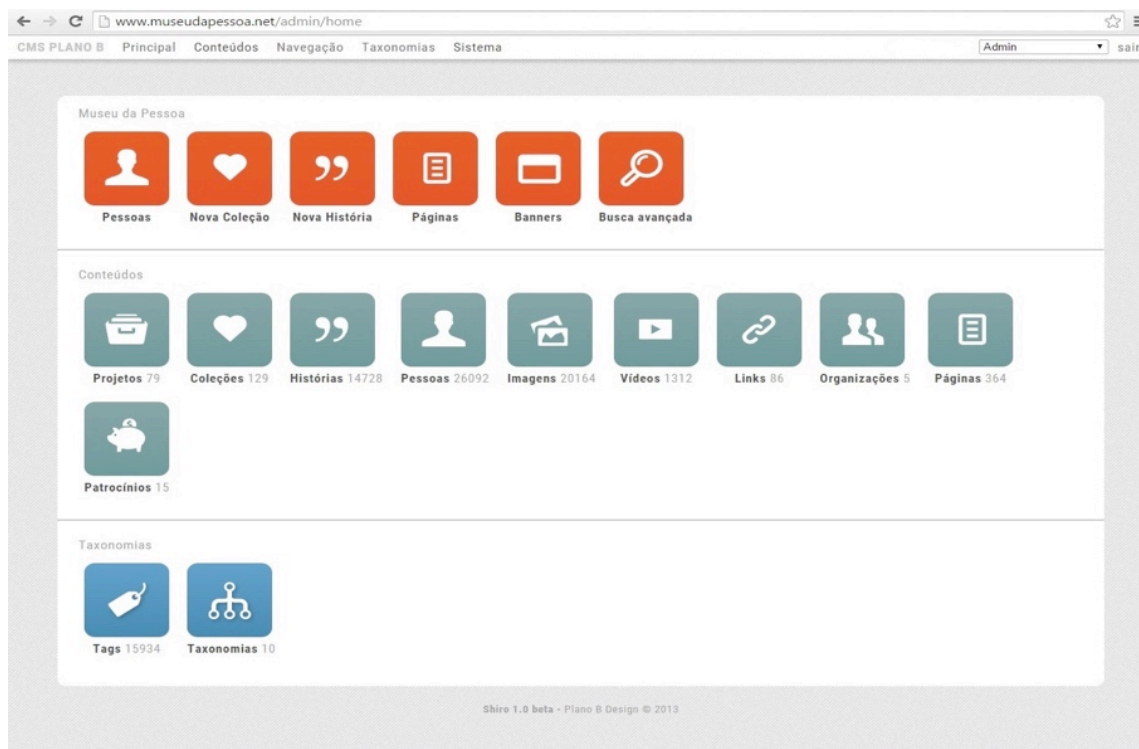 www.museudapessoa.net/admin/home
CMS PLANO B Principal Conteúdos Navegação Taxonomias Sistema Admin sair
Museu da Pessoa
Pessoas Nova Coleção Nova História Páginas Banners Busca avançada
Conteúdos
Projetos 79 Coleções 129 Histórias 14728 Pessoas 26092 Imagens 20164 Vídeos 1312 Links 86 Organizações 5 Páginas 364
Patrocínios 15
Taxonomias
Tags 15934 Taxonomias 10
Shiro 1.0 beta - Plano B Design © 2013